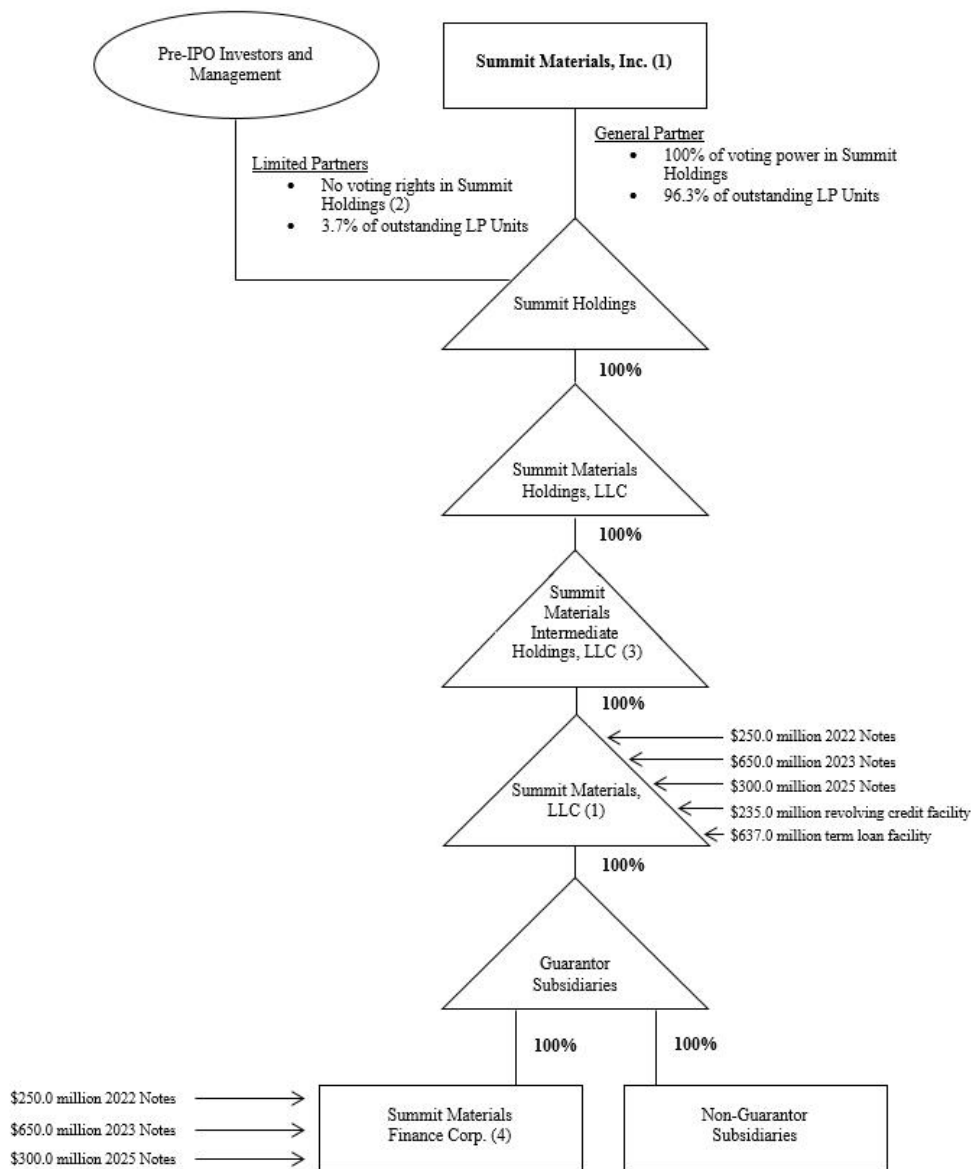 Pre-IPO Investors and
Management
Summit Materials, Inc. (1)
Limited Partners
• No voting rights in Summit
Holdings (2)
• 3.7% of outstanding LP Units
General Partner
• 100% of voting power in Summit
Holdings
• 96.3% of outstanding LP Units
Summit Holdings
100%
Summit Materials
Holdings, LLC
100%
Summit
Materials
Intermediate
Holdings, LLC (3)
100%
Summit Materials,
LLC (1)
$250.0 million 2022 Notes
$650.0 million 2023 Notes
$300.0 million 2025 Notes
$235.0 million revolving credit facility
$637.0 million term loan facility
100%
Guarantor
Subsidiaries
100%
100%
$250.0 million 2022 Notes
$650.0 million 2023 Notes
$300.0 million 2025 Notes
Summit Materials
Finance Corp. (4)
Non-Guarantor
Subsidiaries